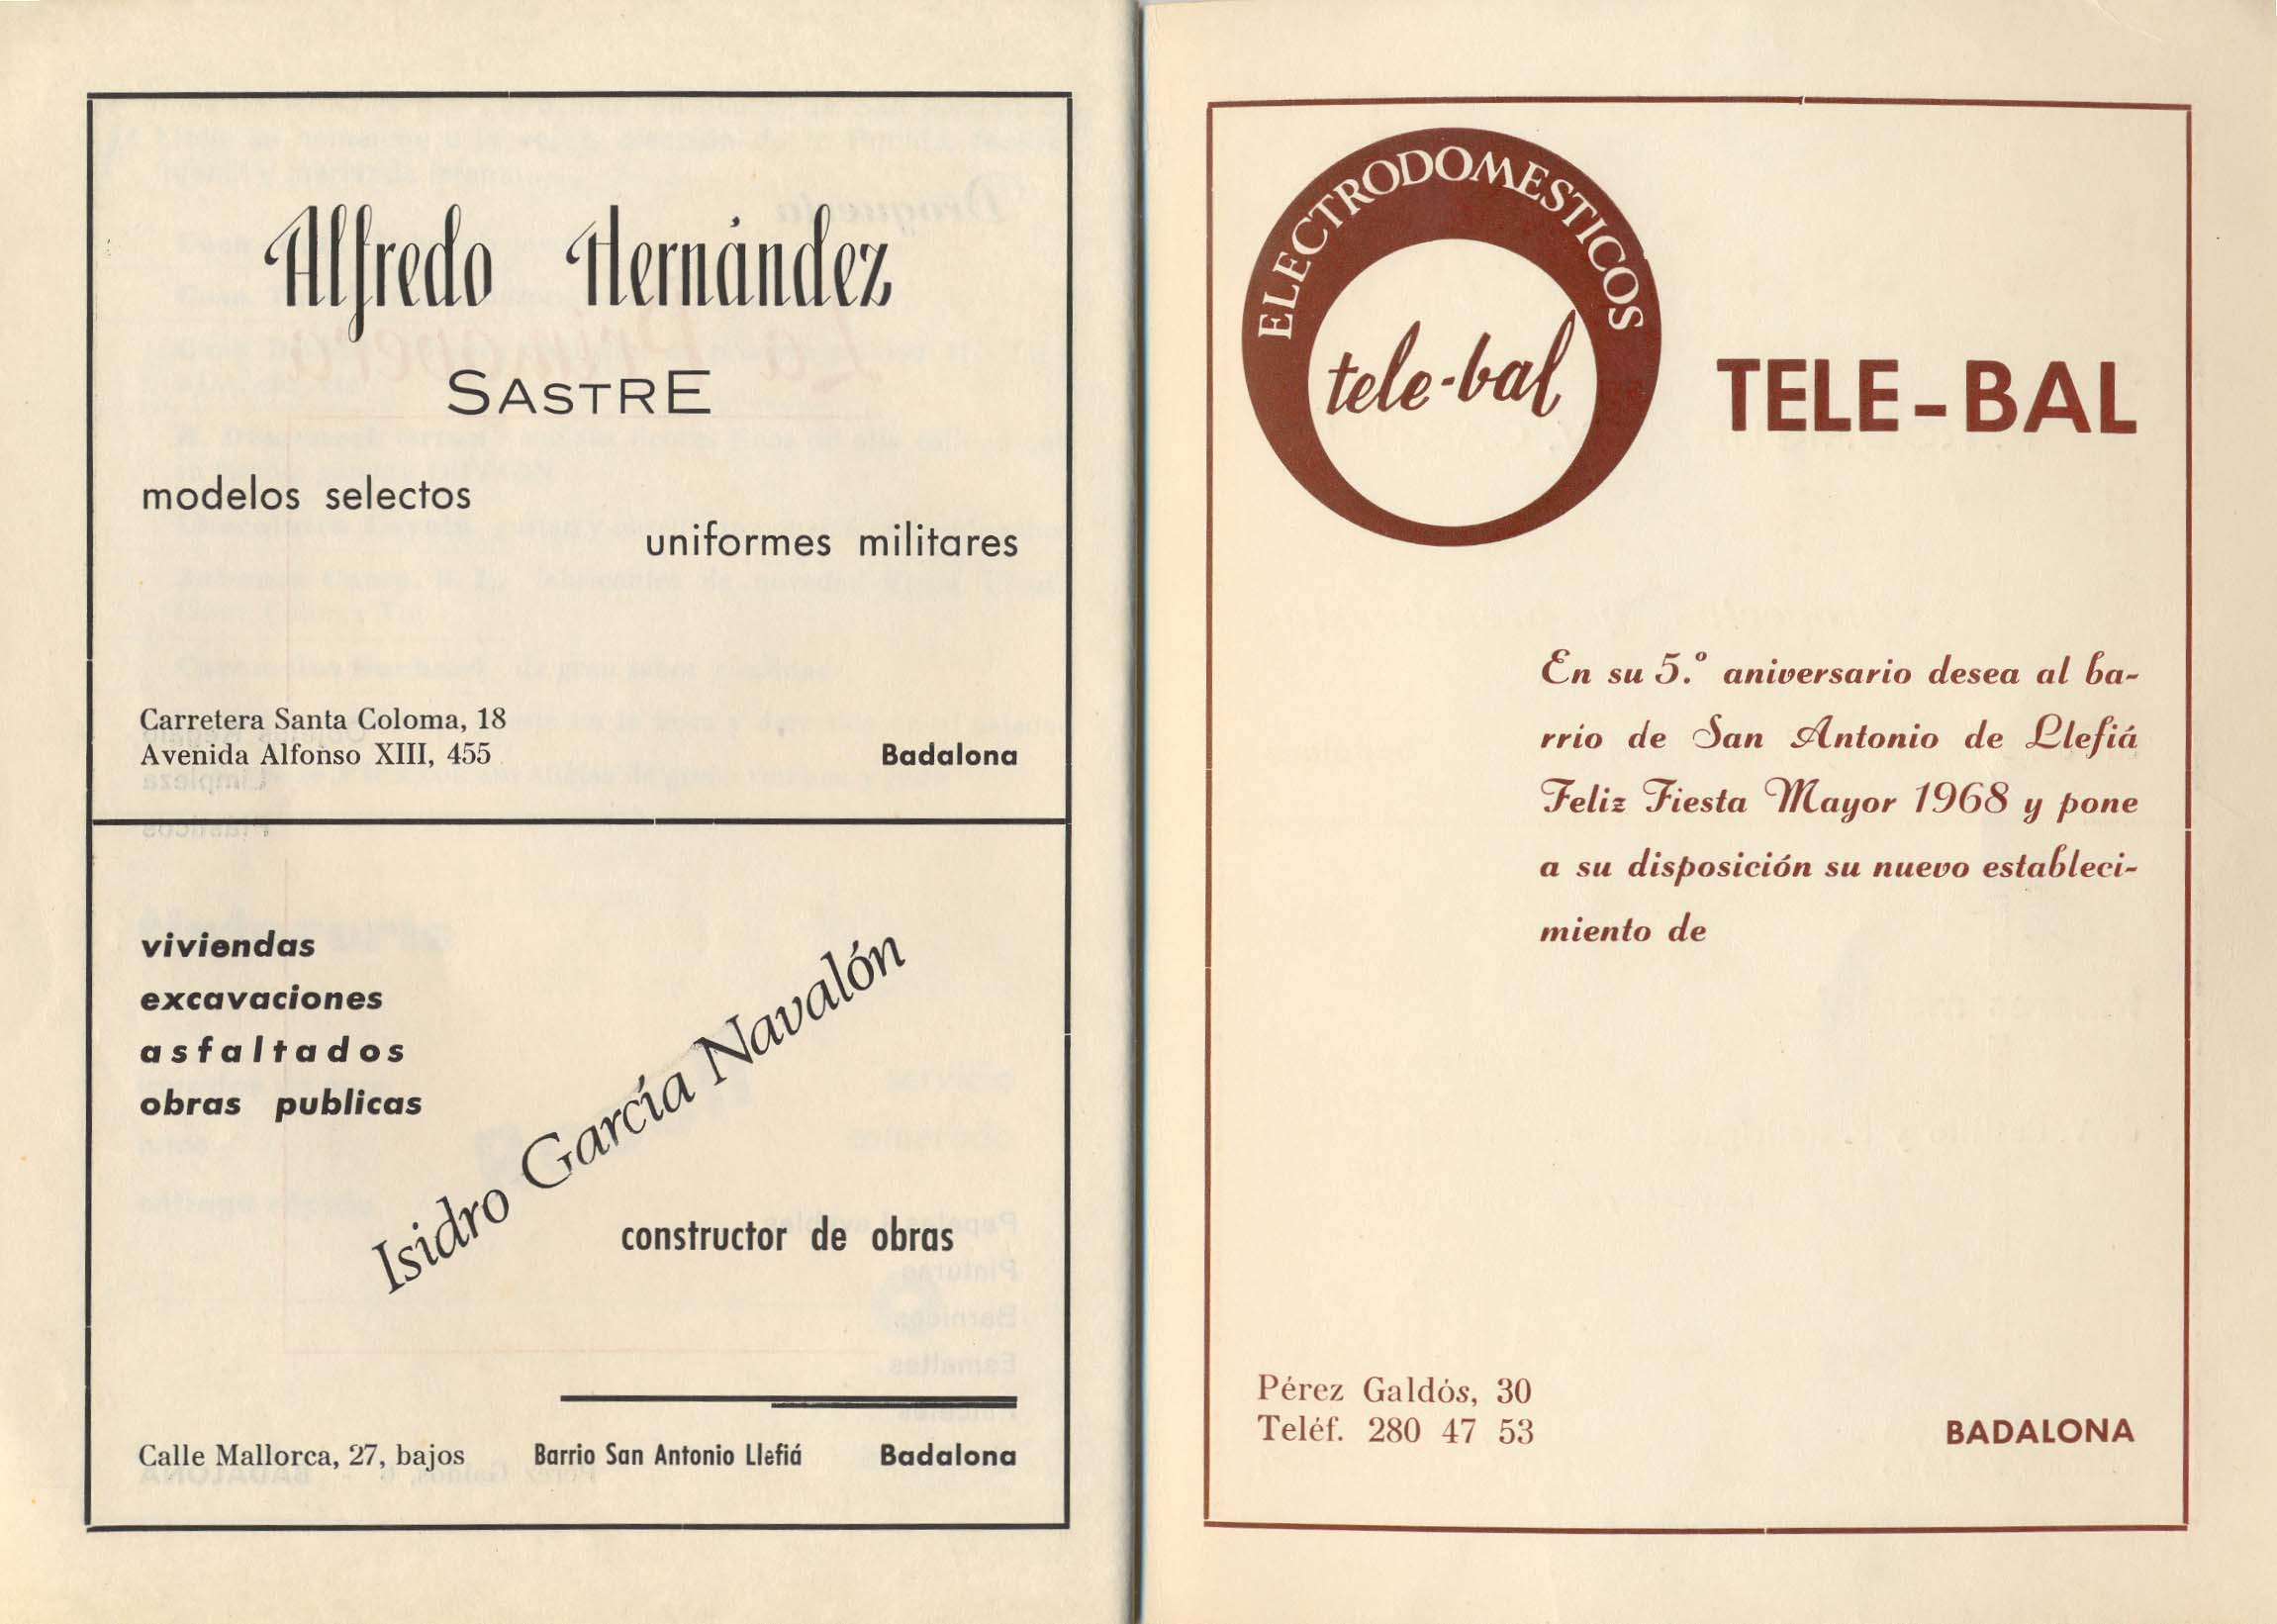 Alfredo Hernández
SASTRE
modelos selectos
uniformes militares
Carretera Santa Coloma, 18
Avenida Alfonso XIII, 455
Badalona
viviendas
excavaciones
asfaltados
obras publicas
Isidro García Navalón
constructor de obras
Calle Mallorca, 27, bajos Barrio San Antonio Llefiá Badalona
ELECTRODOMESTICOS
tele-bal
TELE-BAL
En su 5.º aniversario desea al ba-
rrio de San Antonio de Llefiá
Feliz Fiesta Mayor 1968 y pone
a su disposición su nuevo estableci-
miento de
Pérez Galdós, 30
Teléf. 280 47 53
BADALONA